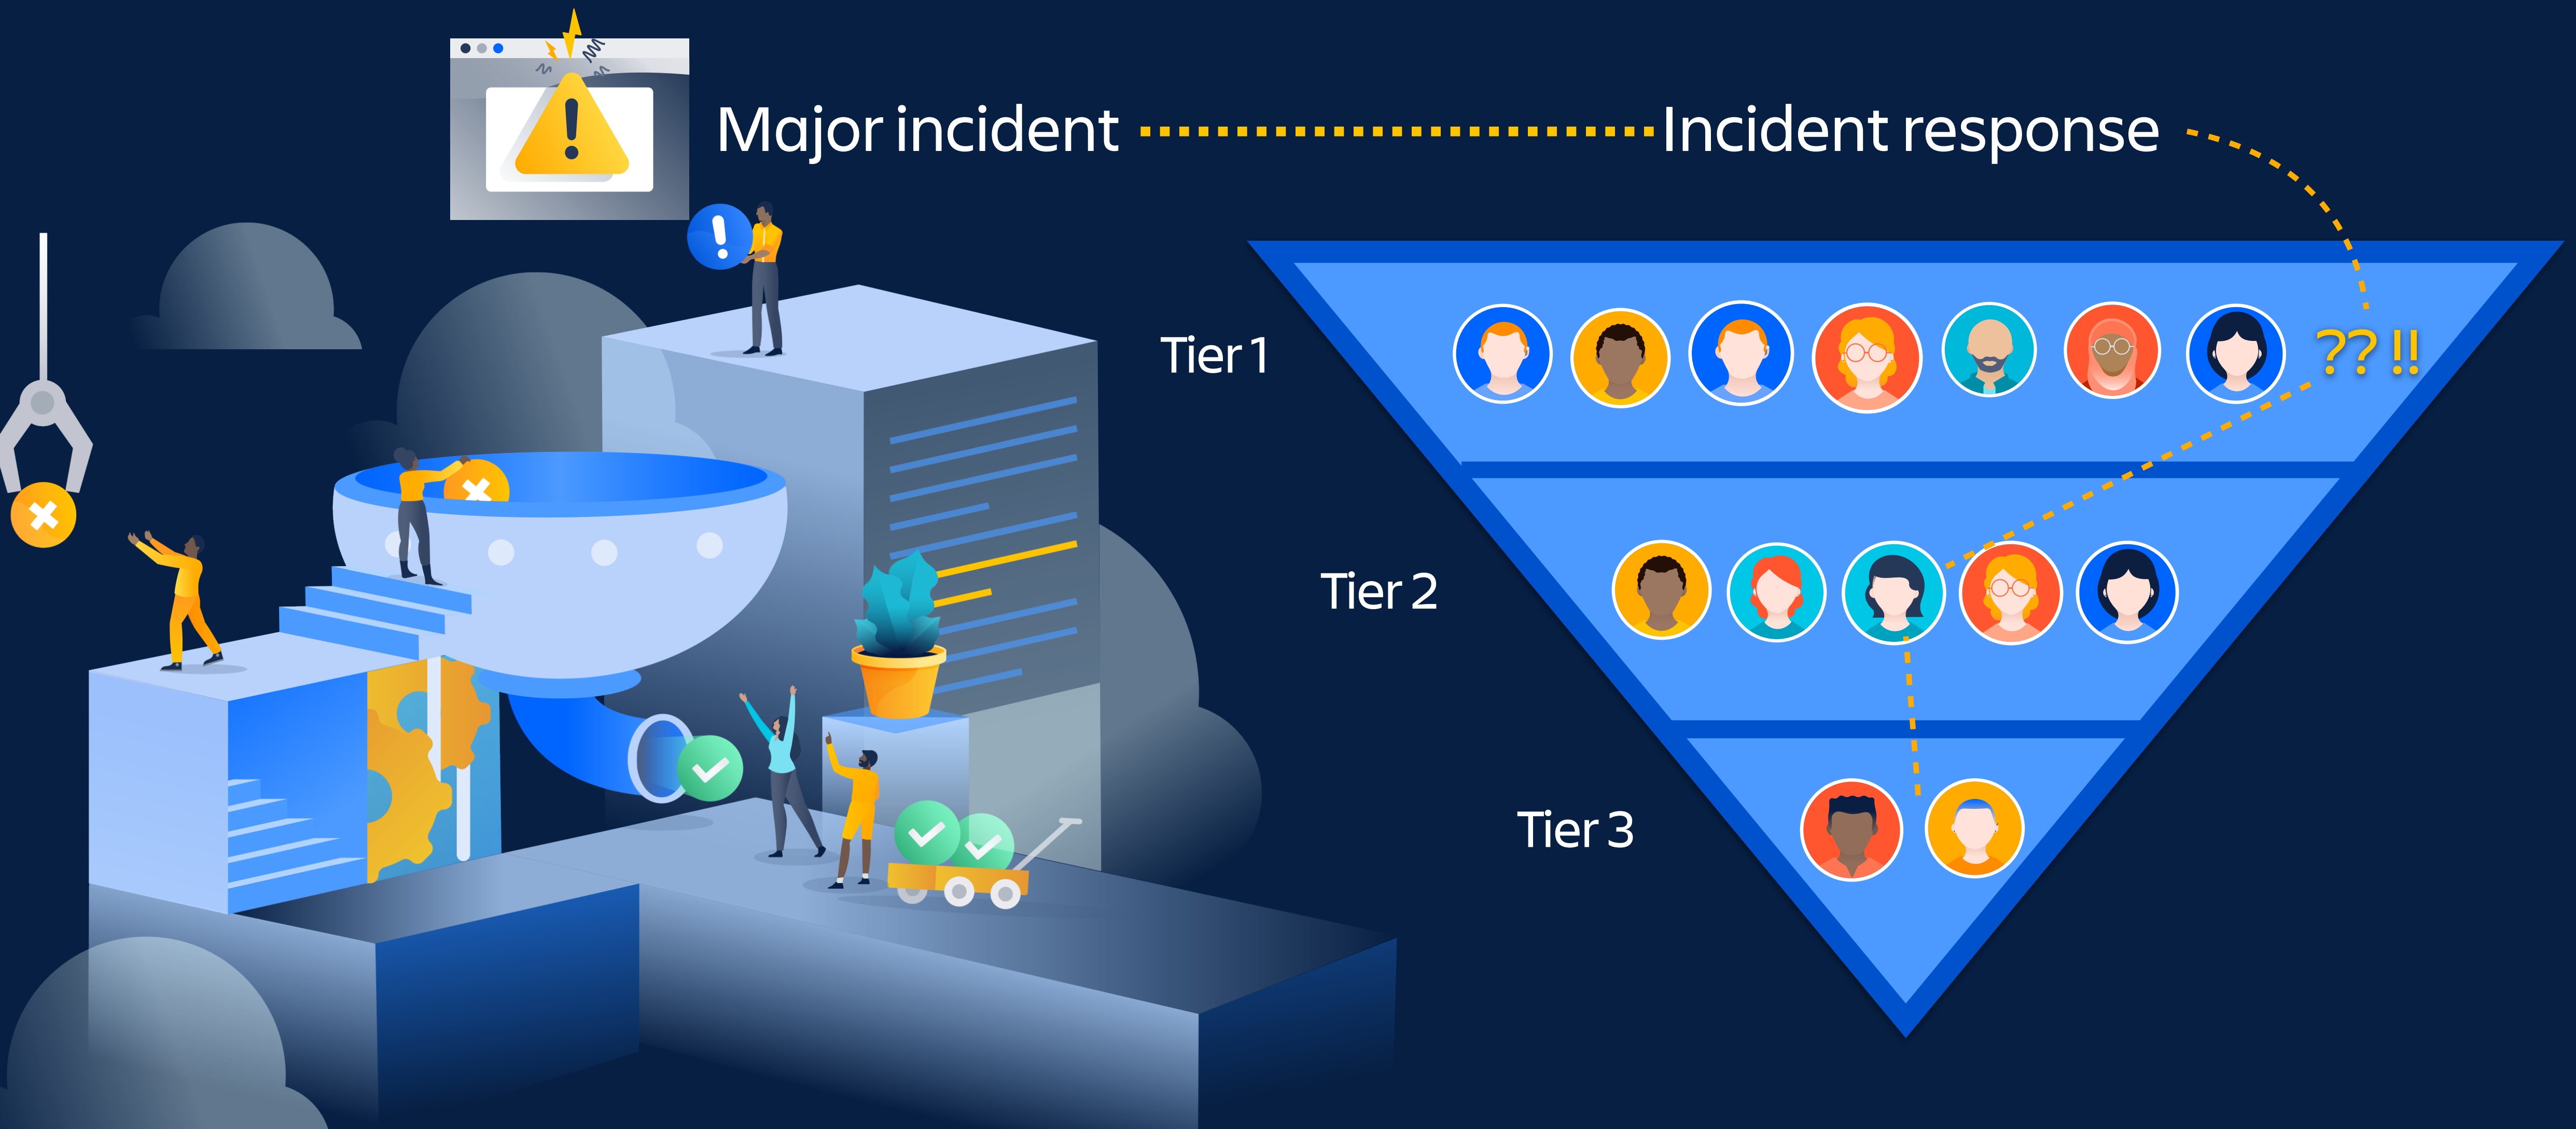 Major incident
Incident response
Tier 1
?? !!
Tier 2
Tier 3